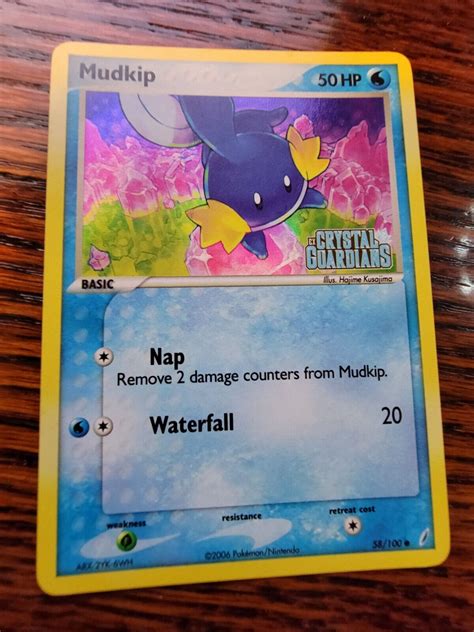 Mudkip 50 HP
EX
CRYSTAL
GUARDIANS
Illus. Hajime Kusajima
BASIC
Nap
Remove 2 damage counters from Mudkip.
Waterfall 20
weakness resistance retreat cost
©2006 Pokémon/Nintendo
58/100